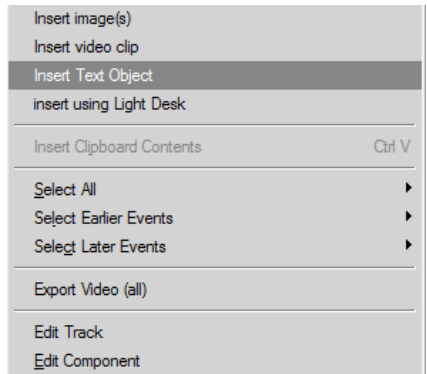 Insert image(s)
Insert video clip
Insert Text Object
insert using Light Desk
Insert Clipboard Contents Ctrl V
Select All
Select Earlier Events
Select Later Events
Export Video (all)
Edit Track
Edit Component